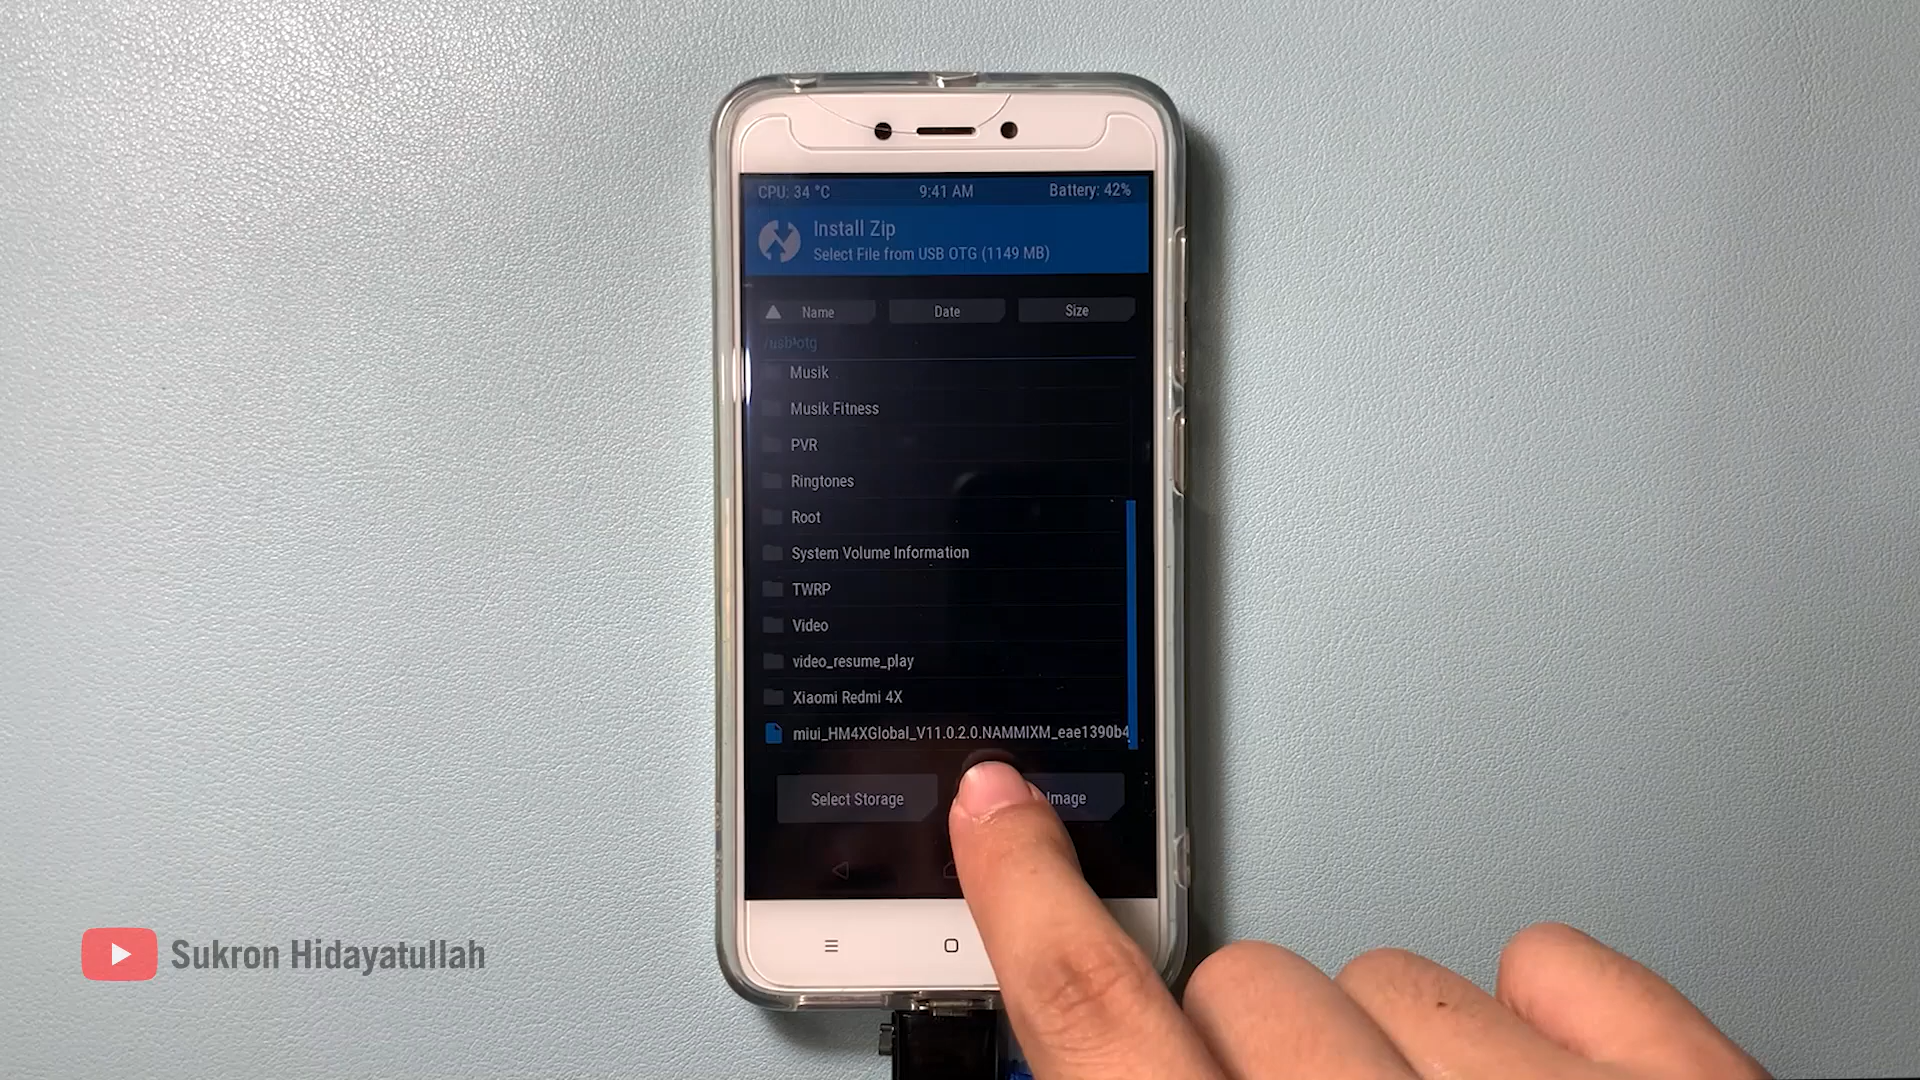 CPU: 34 °C 9:41 AM Battery: 42%
Install Zip
Select File from USB OTG (1149 MB)
Name Date Size
/usb-otg
Musik
Musik Fitness
PVR
Ringtones
Root
System Volume Information
TWRP
Video
video_resume_play
Xiaomi Redmi 4X
miui_HM4XGlobal_V11.0.2.0.NAMMIXM_eae1390b4
Select Storage Image
Sukron Hidayatullah